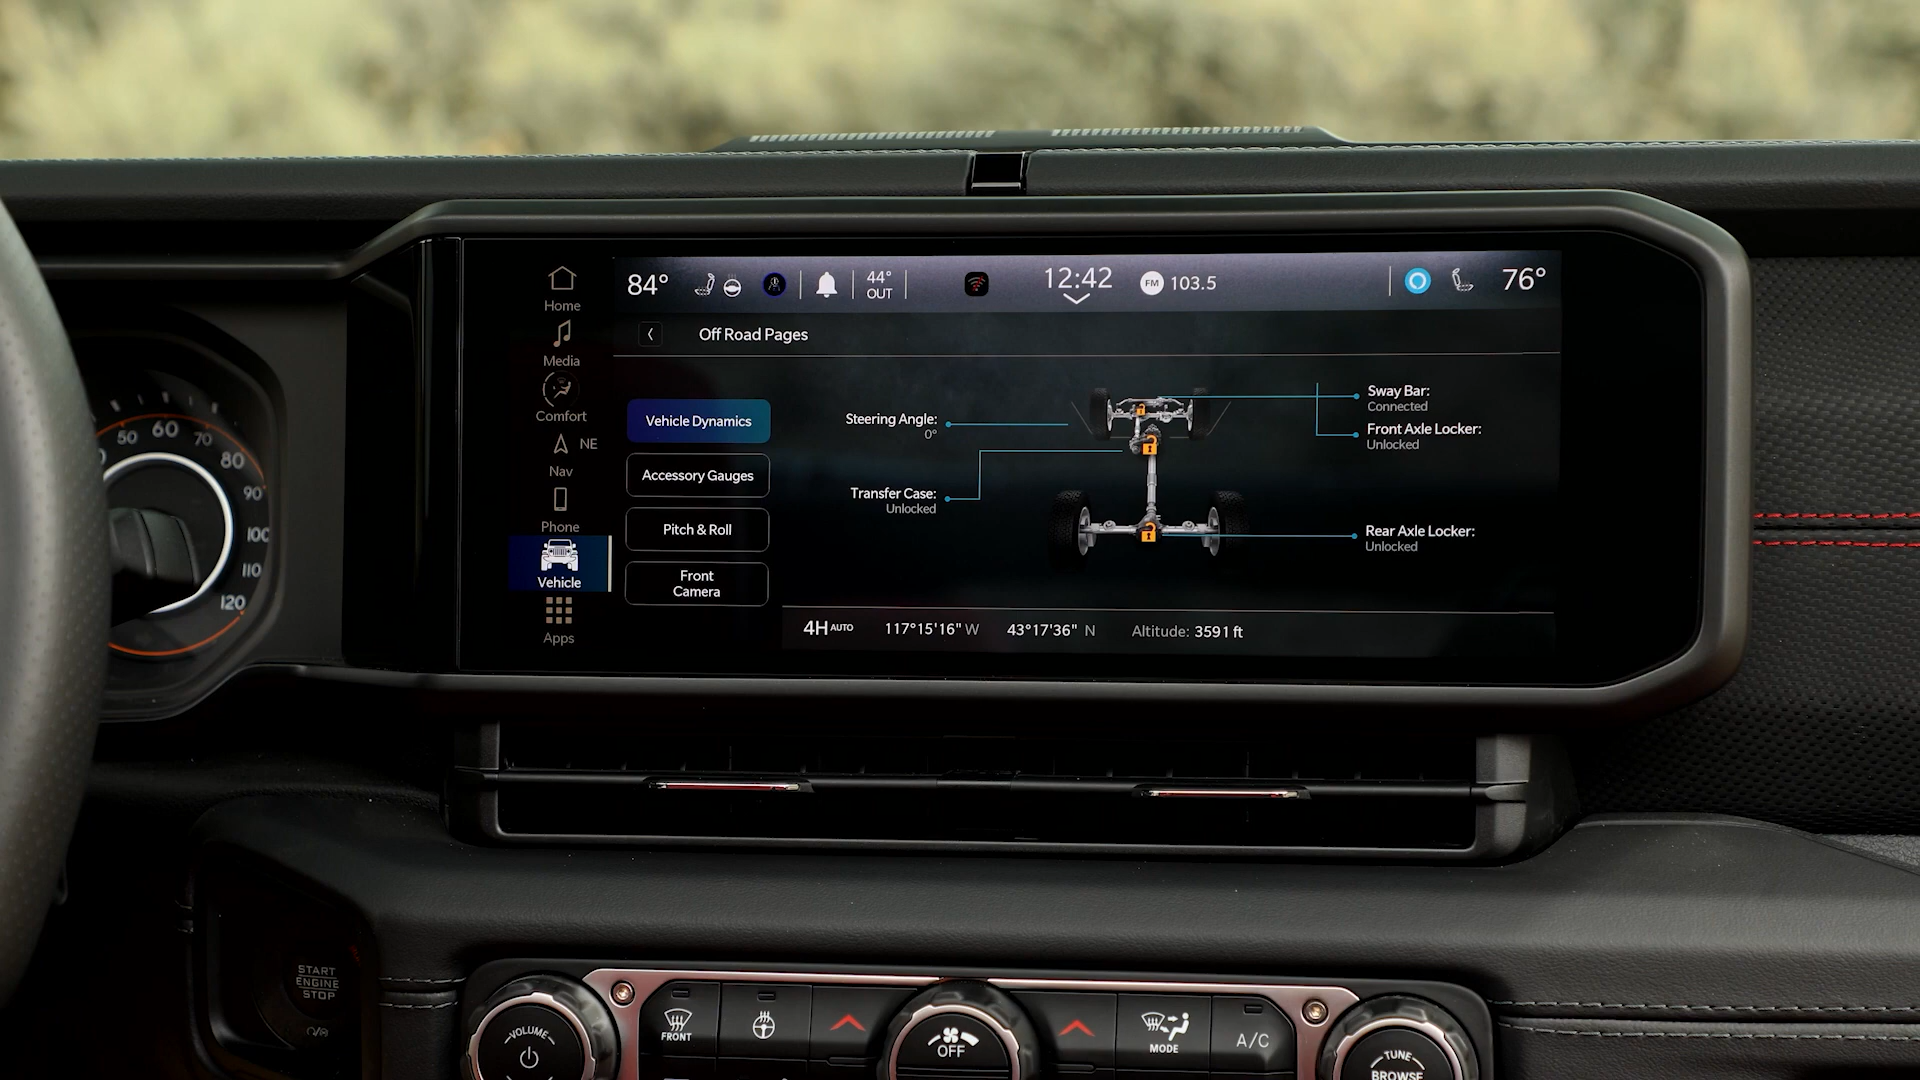 84°
44°
OUT
12:42
FM 103.5
76°
Home
Media
Comfort
NE
Nav
Phone
Vehicle
Apps
Off Road Pages
Vehicle Dynamics
Accessory Gauges
Pitch & Roll
Front
Camera
Steering Angle:
0°
Transfer Case:
Unlocked
Sway Bar:
Connected
Front Axle Locker:
Unlocked
Rear Axle Locker:
Unlocked
4H AUTO
117°15'16" W
43°17'36" N
Altitude: 3591 ft
50
60
70
80
90
100
110
120
START
ENGINE
STOP
VOLUME
FRONT
OFF
MODE
A/C
TUNE
BROWSE